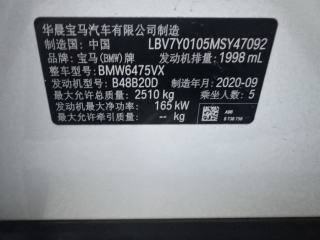 华晨宝马汽车有限公司制造
制造国：中国 LBV7Y0105MSY47092
品牌：宝马(BMW)牌 发动机排量：1998 mL
整车型号：BMW6475VX
发动机型号：B48B20D 制造年月：2020-09
最大允许总质量：2510 kg 乘坐人数：5
发动机最大净功率：165 kW
最大允许牵引质量：-- kg